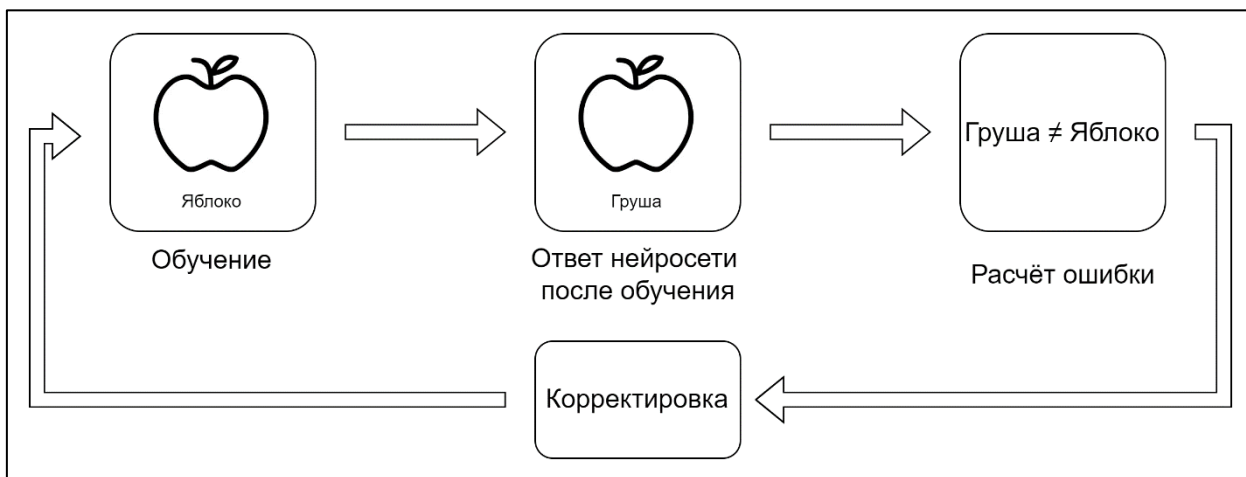 Яблоко
Обучение
Груша
Ответ нейросети
после обучения
Груша ≠ Яблоко
Расчёт ошибки
Корректировка